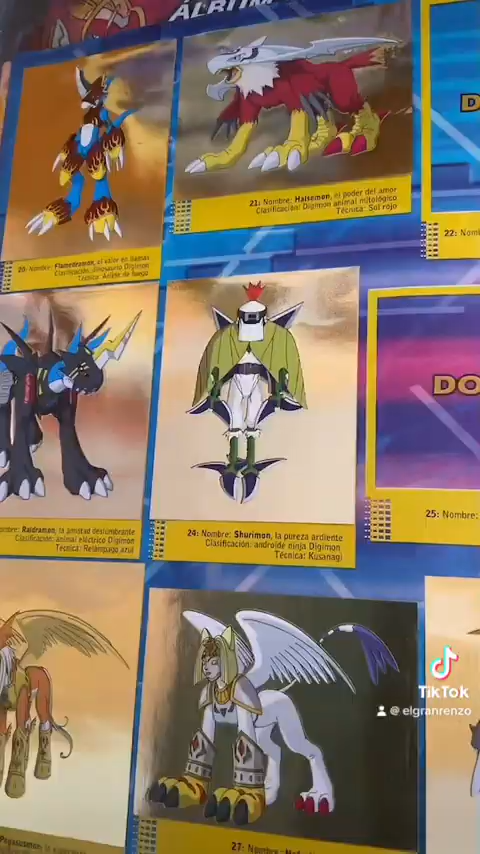 ÁLBUM
21: Nombre: Halsemon, el poder del amor
Clasificación: Digimon animal mitológico
Técnica: Sol rojo
20: Nombre: Flamedramon, el valor en llamas
Clasificación: dinosaurio Digimon
Técnica: Ariete de fuego
22: Nom
DO
Nombre: Raidramon, la amistad deslumbrante
Clasificación: animal eléctrico Digimon
Técnica: Relámpago azul
24: Nombre: Shurimon, la pureza ardiente
Clasificación: androide ninja Digimon
Técnica: Kusanagi
25: Nombre:
TikTok
@elgranrenzo
27: Nombre: